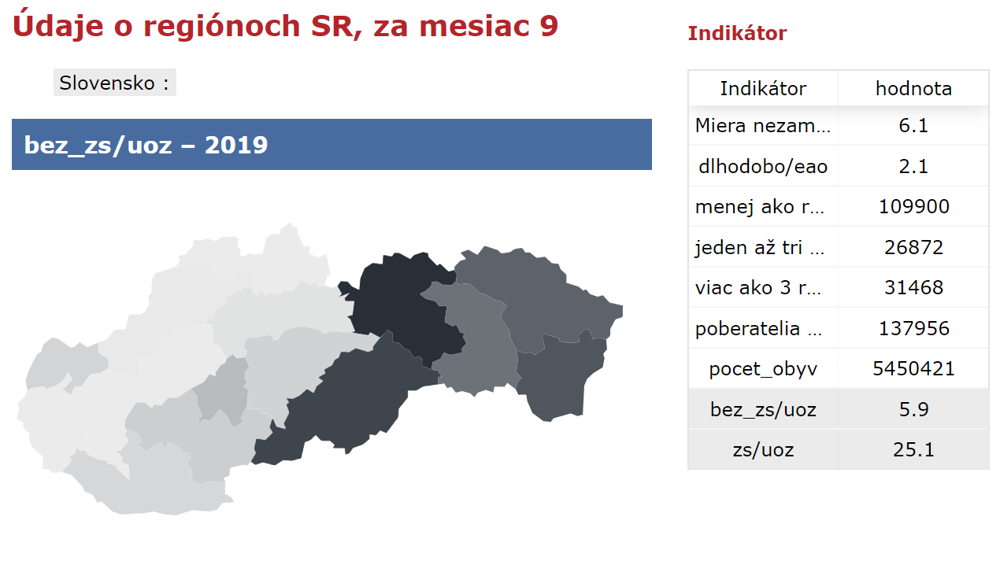 Údaje o regiónoch SR, za mesiac 9
Slovensko :
bez_zs/uoz – 2019
Indikátor
Indikátor hodnota
Miera nezam... 6.1
dlhodobo/eao 2.1
menej ako r... 109900
jeden až tri ... 26872
viac ako 3 r... 31468
poberatelia ... 137956
pocet_obyv 5450421
bez_zs/uoz 5.9
zs/uoz 25.1